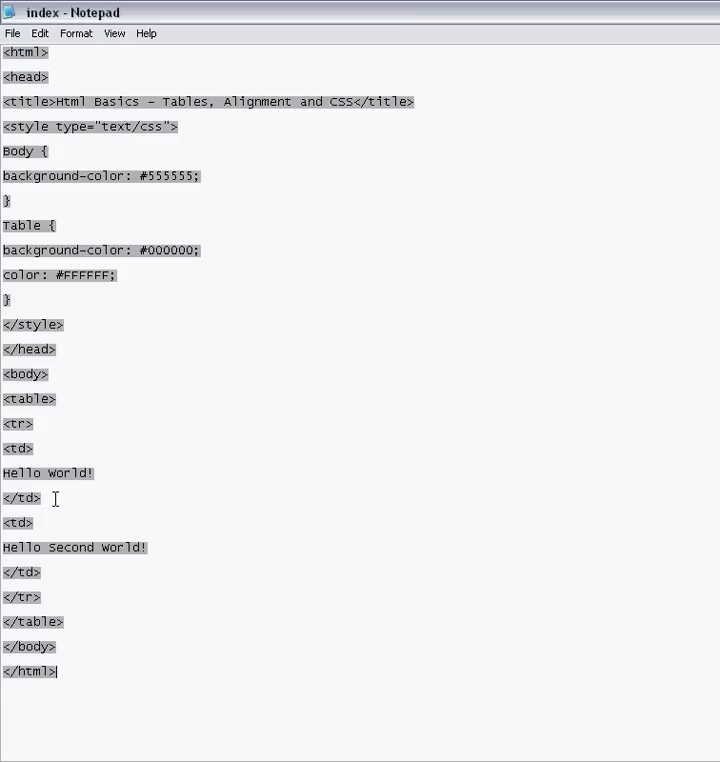 index - Notepad
File Edit Format View Help
<html>
<head>
<title>Html Basics - Tables, Alignment and CSS</title>
<style type="text/css">
Body {
background-color: #555555;
}
Table {
background-color: #000000;
color: #FFFFFF;
}
</style>
</head>
<body>
<table>
<tr>
<td>
Hello World!
</td>
<td>
Hello Second World!
</td>
</tr>
</table>
</body>
</html>